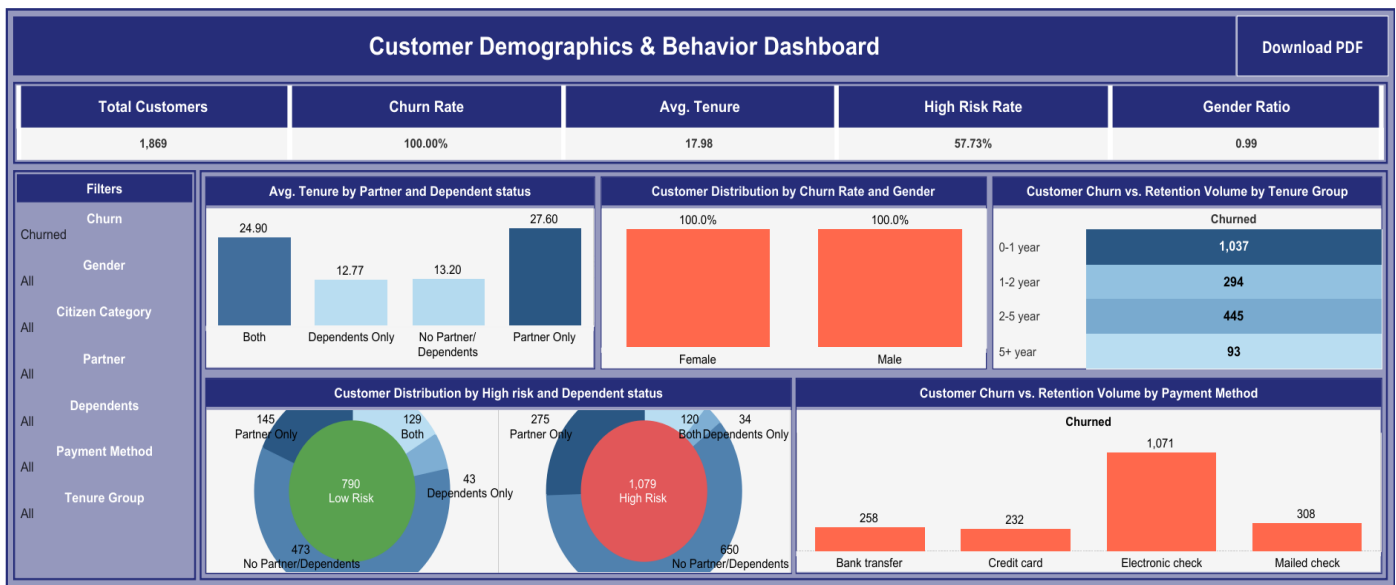 Customer Demographics & Behavior Dashboard
Download PDF
Total Customers
Churn Rate
Avg. Tenure
High Risk Rate
Gender Ratio
1,869
100.00%
17.98
57.73%
0.99
Filters
Churn
Churned
Gender
All
Citizen Category
All
Partner
All
Dependents
All
Payment Method
All
Tenure Group
All
Avg. Tenure by Partner and Dependent status
24.90
12.77
13.20
27.60
Both
Dependents Only
No Partner/
Dependents
Partner Only
Customer Distribution by Churn Rate and Gender
100.0%
100.0%
Female
Male
Customer Churn vs. Retention Volume by Tenure Group
Churned
0-1 year
1,037
1-2 year
294
2-5 year
445
5+ year
93
Customer Distribution by High risk and Dependent status
145
Partner Only
129
Both
43
Dependents Only
790
Low Risk
473
No Partner/Dependents
275
Partner Only
120
Both
34
Dependents Only
1,079
High Risk
650
No Partner/Dependents
Customer Churn vs. Retention Volume by Payment Method
Churned
258
232
1,071
308
Bank transfer
Credit card
Electronic check
Mailed check